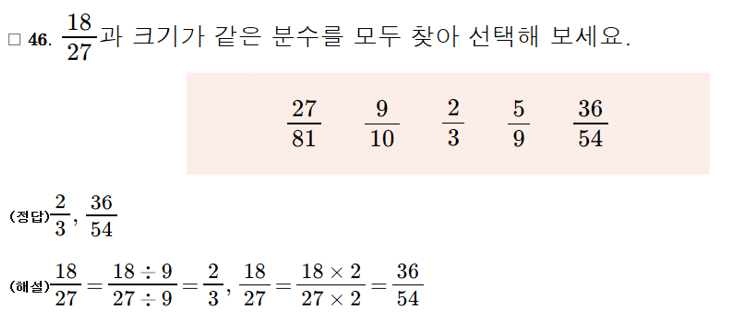 □ 46. 18/27과 크기가 같은 분수를 모두 찾아 선택해 보세요.
27/81 9/10 2/3 5/9 36/54
(정답) 2/3, 36/54
(해설) 18/27 = (18 ÷ 9)/(27 ÷ 9) = 2/3, 18/27 = (18 × 2)/(27 × 2) = 36/54